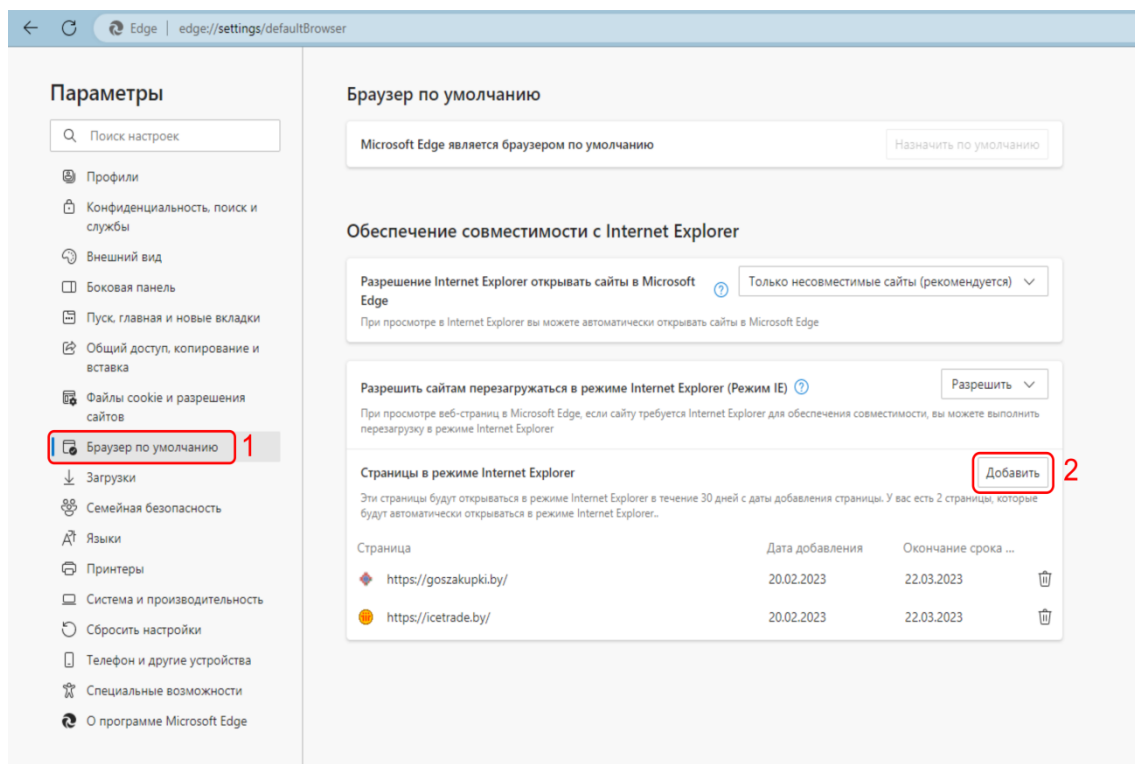 Edge | edge://settings/defaultBrowser
Параметры
Поиск настроек
Профили
Конфиденциальность, поиск и
службы
Внешний вид
Боковая панель
Пуск, главная и новые вкладки
Общий доступ, копирование и
вставка
Файлы cookie и разрешения
сайтов
Браузер по умолчанию 1
Загрузки
Семейная безопасность
Языки
Принтеры
Система и производительность
Сбросить настройки
Телефон и другие устройства
Специальные возможности
О программе Microsoft Edge
Браузер по умолчанию
Microsoft Edge является браузером по умолчанию Назначить по умолчанию
Обеспечение совместимости с Internet Explorer
Разрешение Internet Explorer открывать сайты в Microsoft
Edge
Только несовместимые сайты (рекомендуется)
При просмотре в Internet Explorer вы можете автоматически открывать сайты в Microsoft Edge
Разрешить сайтам перезагружаться в режиме Internet Explorer (Режим IE) Разрешить
При просмотре веб-страниц в Microsoft Edge, если сайту требуется Internet Explorer для обеспечения совместимости, вы можете выполнить
перезагрузку в режиме Internet Explorer
Страницы в режиме Internet Explorer Добавить 2
Эти страницы будут открываться в режиме Internet Explorer в течение 30 дней с даты добавления страницы. У вас есть 2 страницы, которые
будут автоматически открываться в режиме Internet Explorer..
Страница Дата добавления Окончание срока ...
https://goszakupki.by/ 20.02.2023 22.03.2023
https://icetrade.by/ 20.02.2023 22.03.2023